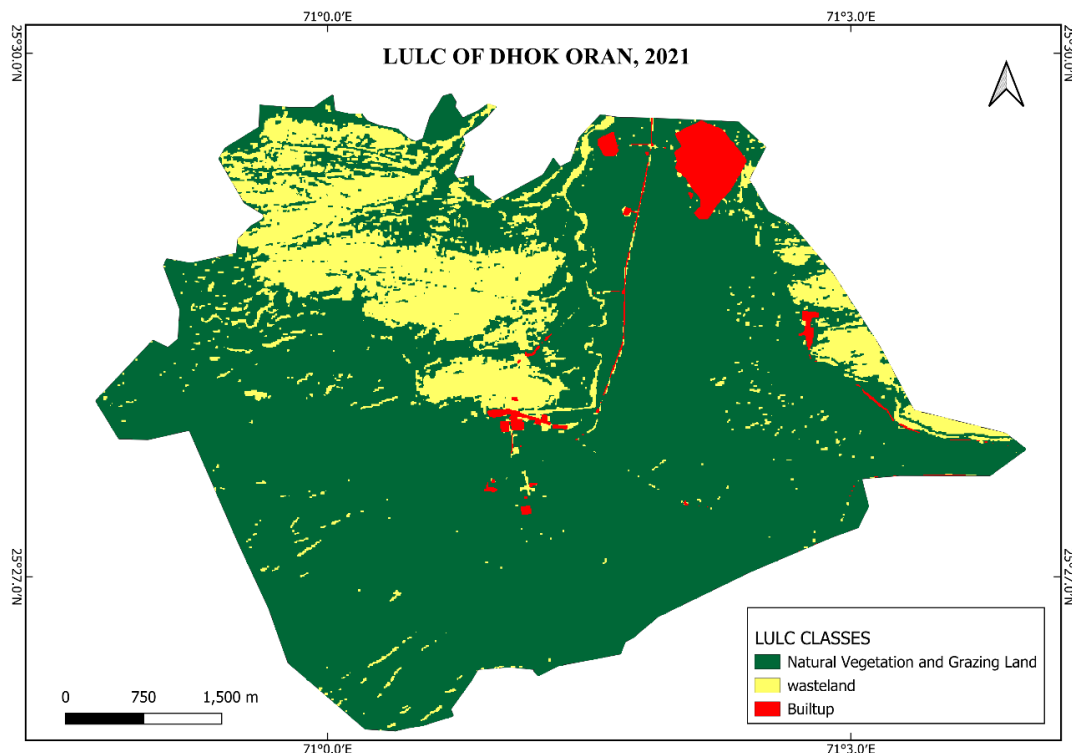 71°0.0'E
71°3.0'E
25°30.0'N
25°30.0'N
LULC OF DHOK ORAN, 2021
25°27.0'N
25°27.0'N
LULC CLASSES
Natural Vegetation and Grazing Land
wasteland
Builtup
0 750 1,500 m
71°0.0'E
71°3.0'E